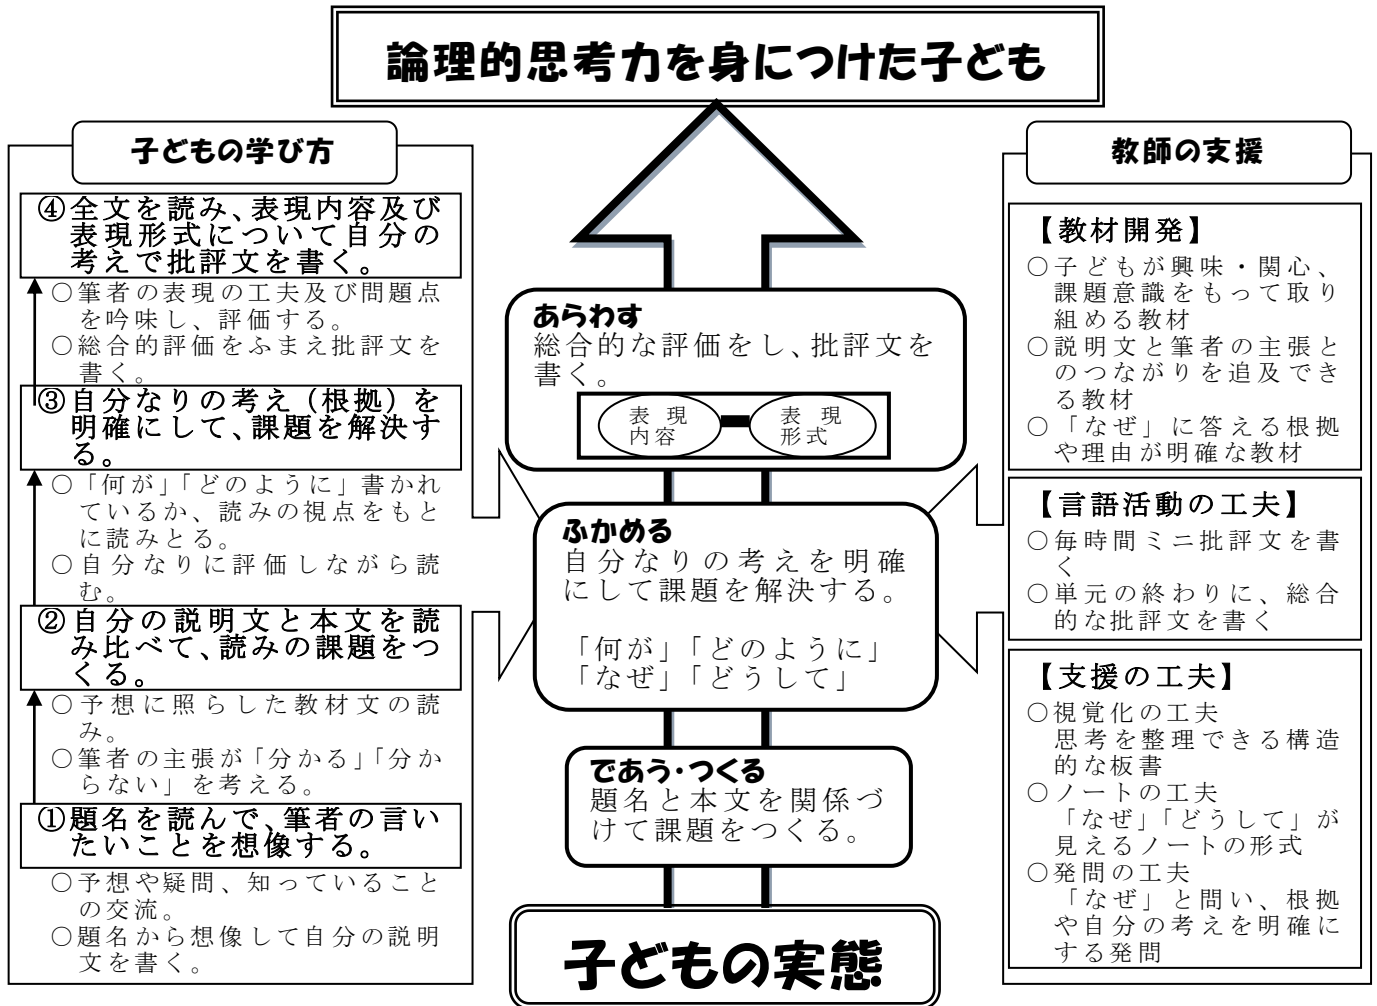 論理的思考力を身につけた子ども
子どもの学び方
④全文を読み、表現内容及び
表現形式について自分の
考えで批評文を書く。
○筆者の表現の工夫及び問題点
を吟味し、評価する。
○総合的評価をふまえ批評文を
書く。
③自分なりの考え（根拠）を
明確にして、課題を解決す
る。
○「何が」「どのように」書かれ
ているか、読みの視点をもと
に読みとる。
○自分なりに評価しながら読
む。
②自分の説明文と本文を読
み比べて、読みの課題をつ
くる。
○予想に照らした教材文の読
み。
○筆者の主張が「分かる」「分か
らない」を考える。
①題名を読んで、筆者の言い
たいことを想像する。
○予想や疑問、知っていること
の交流。
○題名から想像して自分の説明
文を書く。
あらわす
総合的な評価をし、批評文を
書く。
表現
内容
表現
形式
ふかめる
自分なりの考えを明確
にして課題を解決する。
「何が」「どのように」
「なぜ」「どうして」
であう・つくる
題名と本文を関係づ
けて課題をつくる。
子どもの実態
教師の支援
【教材開発】
○子どもが興味・関心、
課題意識をもって取り
組める教材
○説明文と筆者の主張と
のつながりを追及でき
る教材
○「なぜ」に答える根拠
や理由が明確な教材
【言語活動の工夫】
○毎時間ミニ批評文を書
く
○単元の終わりに、総合
的な批評文を書く
【支援の工夫】
○視覚化の工夫
思考を整理できる構造
的な板書
○ノートの工夫
「なぜ」「どうして」が
見えるノートの形式
○発問の工夫
「なぜ」と問い、根拠
や自分の考えを明確に
する発問